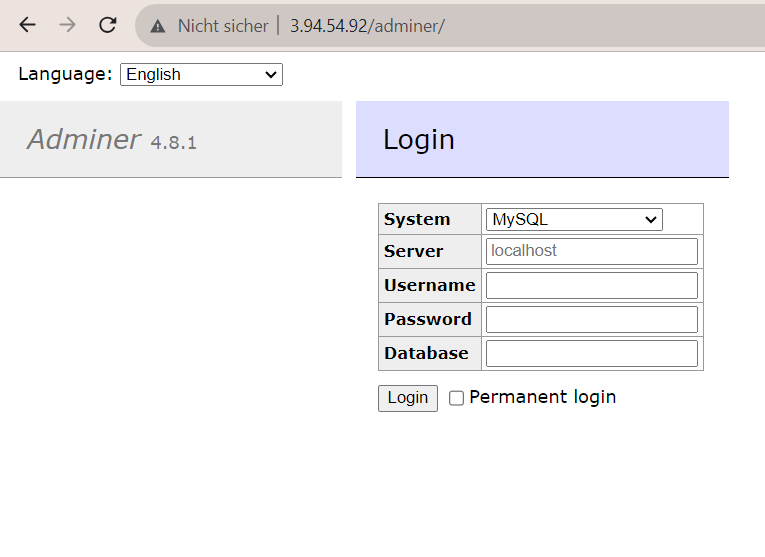 Nicht sicher 3.94.54.92/adminer/
Language: English
Adminer 4.8.1
Login
System MySQL
Server localhost
Username
Password
Database
Login Permanent login